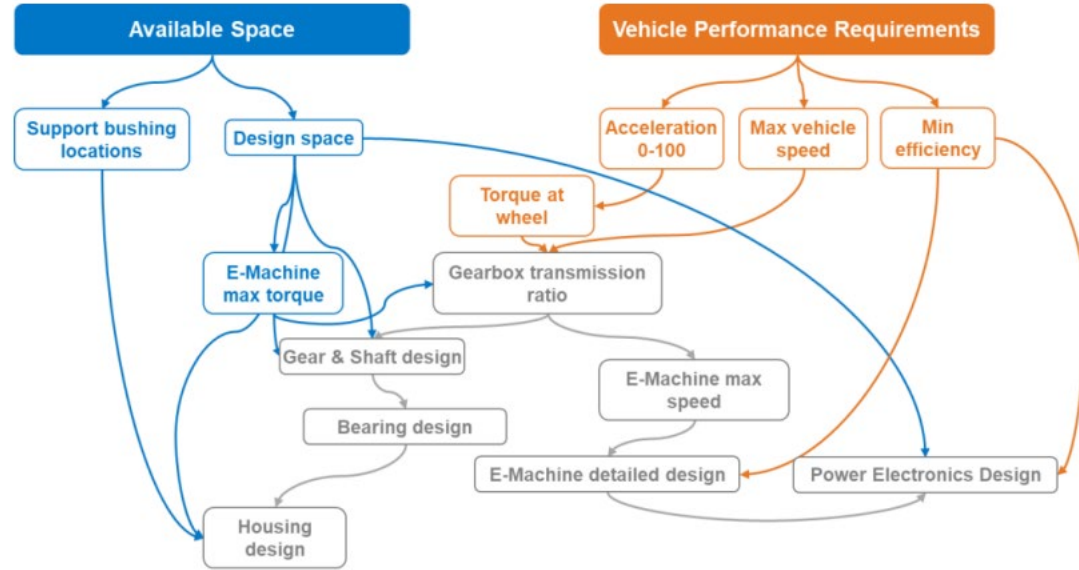 Available Space
Vehicle Performance Requirements
Support bushing
locations
Design space
Acceleration
0-100
Max vehicle
speed
Min
efficiency
Torque at
wheel
E-Machine
max torque
Gearbox transmission
ratio
Gear & Shaft design
E-Machine max
speed
Bearing design
E-Machine detailed design
Power Electronics Design
Housing
design